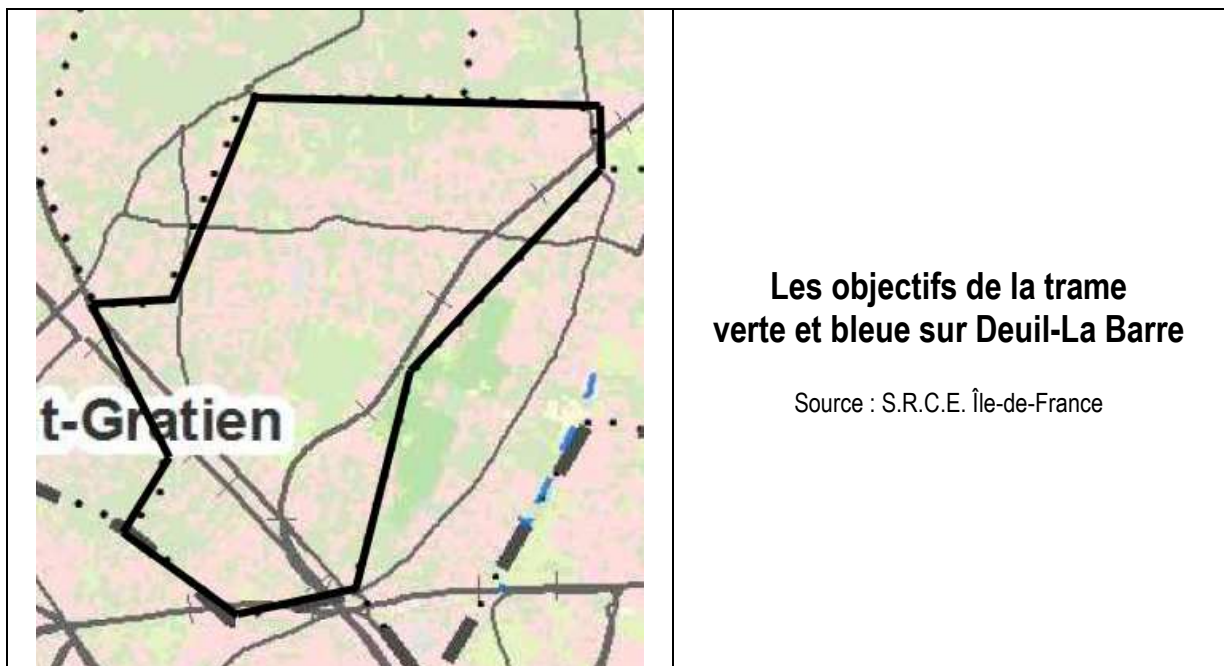 t-Gratien
Les objectifs de la trame
verte et bleue sur Deuil-La Barre
Source : S.R.C.E. Île-de-France